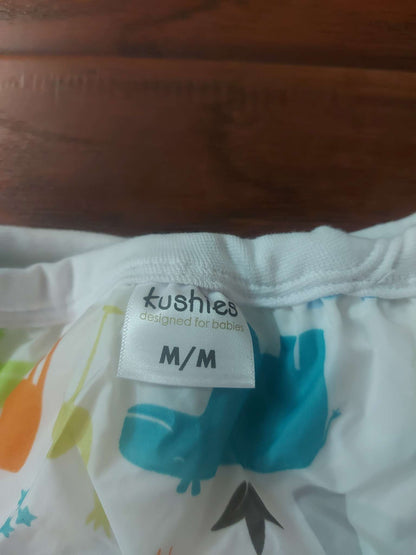 kushies
designed for babies
M/M